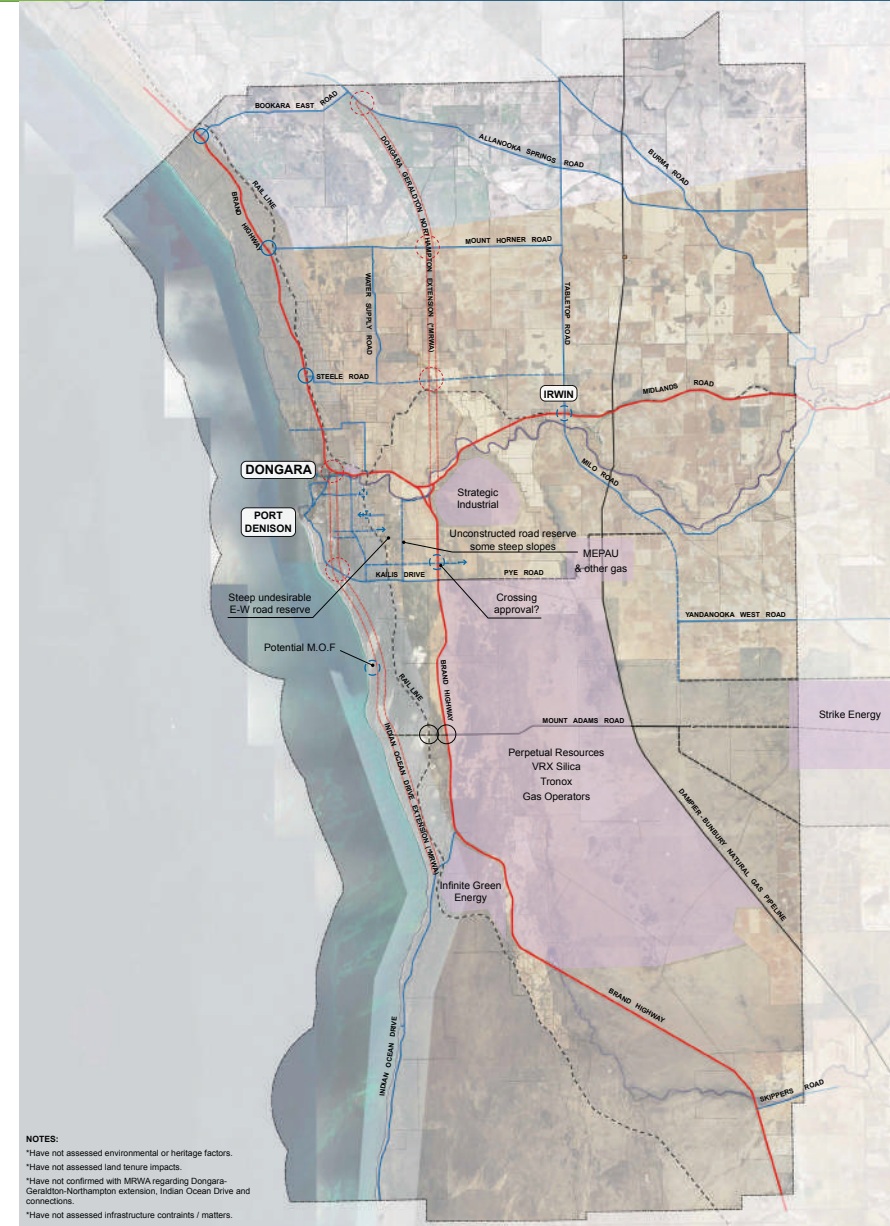 BOOKARA EAST ROAD
ALLANOOKA SPRINGS ROAD
BURMA ROAD
RAIL LINE
BRAND HIGHWAY
DONGARA GERALDTON NORTHAMPTON EXTENSION (*MRWA)
MOUNT HORNER ROAD
WATER SUPPLY ROAD
TABLETOP ROAD
STEELE ROAD
IRWIN
MIDLANDS ROAD
DONGARA
MILO ROAD
Strategic
Industrial
PORT
DENISON
Unconstructed road reserve
some steep slopes
MEPAU
& other gas
KAILIS DRIVE
PYE ROAD
Steep undesirable
E-W road reserve
Crossing
approval?
YANDANOOKA WEST ROAD
Potential M.O.F
RAIL LINE
BRAND HIGHWAY
MOUNT ADAMS ROAD
Strike Energy
INDIAN OCEAN DRIVE EXTENSION (*MRWA)
Perpetual Resources
VRX Silica
Tronox
Gas Operators
DAMPIER - BUNBURY NATURAL GAS PIPELINE
Infinite Green
Energy
BRAND HIGHWAY
INDIAN OCEAN DRIVE
SKIPPERS ROAD
NOTES:
*Have not assessed environmental or heritage factors.
*Have not assessed land tenure impacts.
*Have not confirmed with MRWA regarding Dongara-
Geraldton-Northampton extension, Indian Ocean Drive and
connections.
*Have not assessed infrastructure contraints / matters.